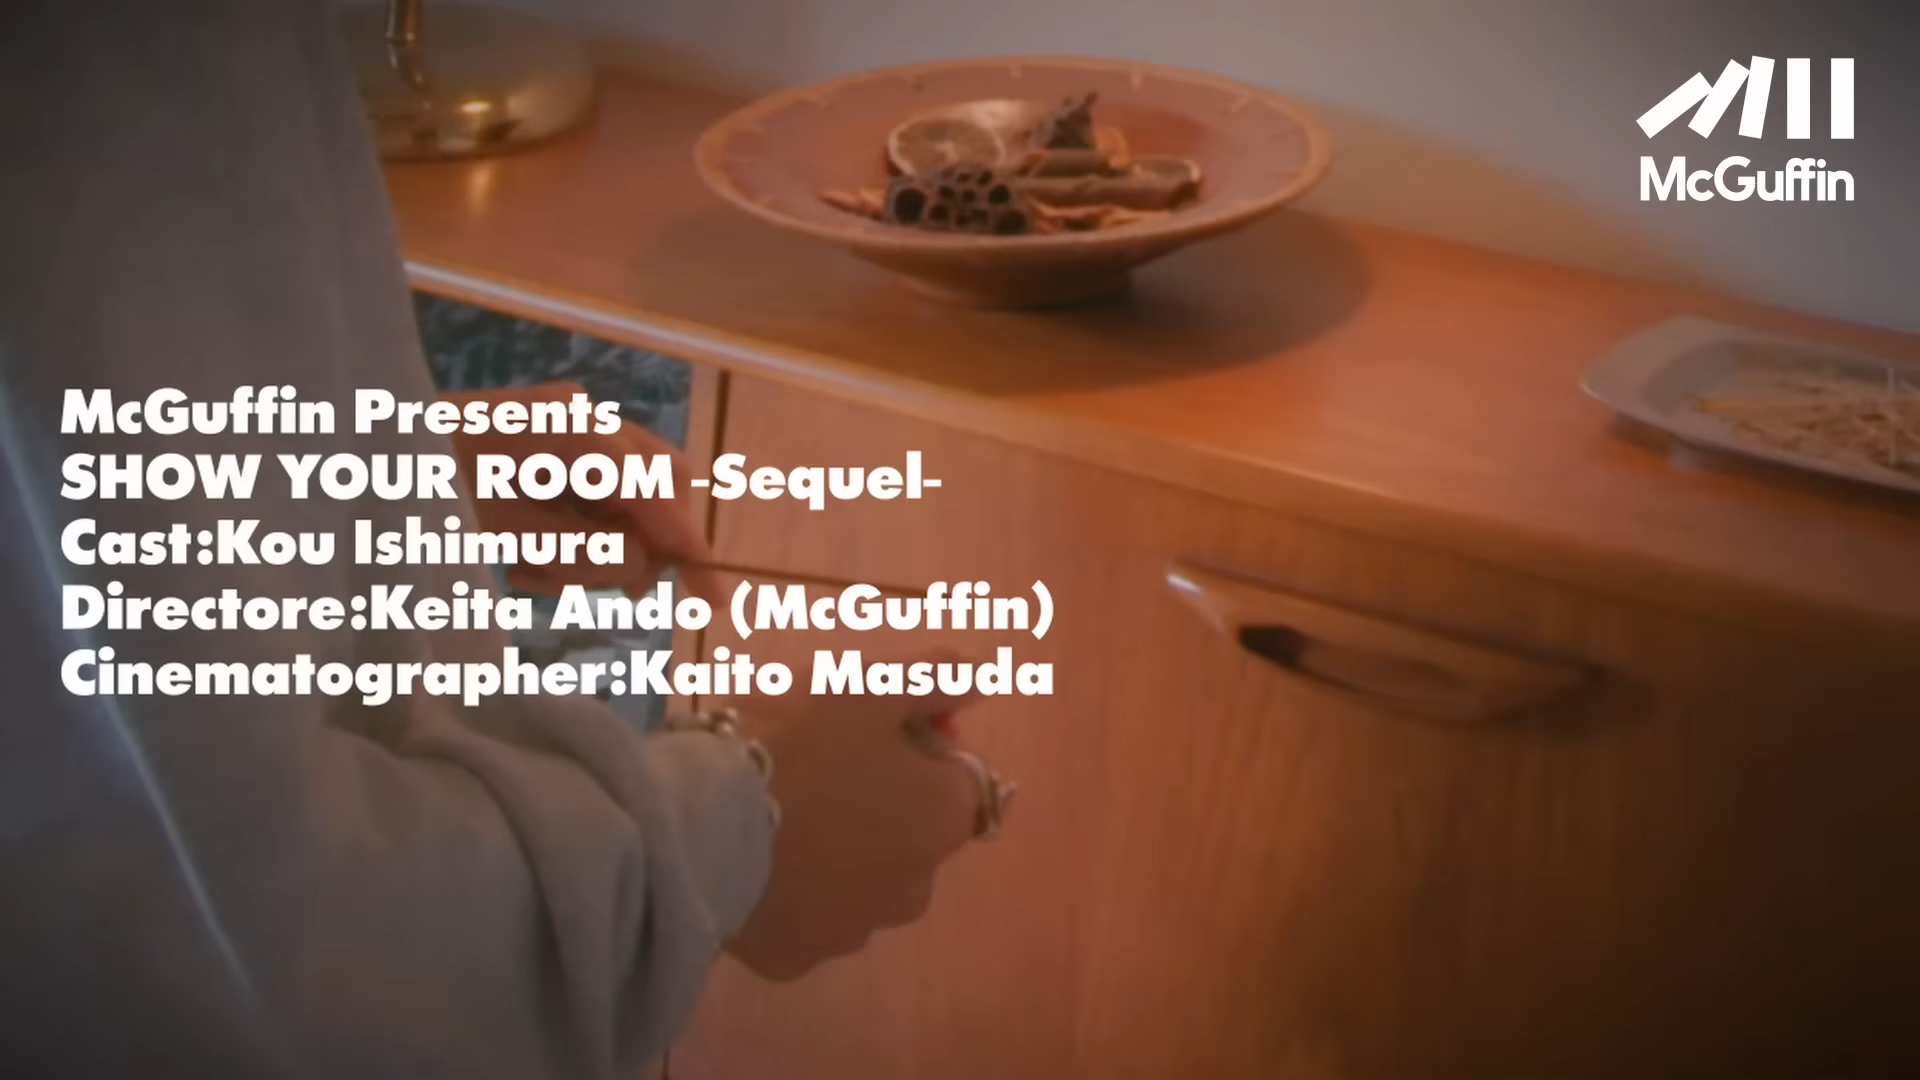 McGuffin
McGuffin Presents
SHOW YOUR ROOM -Sequel-
Cast:Kou Ishimura
Directore:Keita Ando (McGuffin)
Cinematographer:Kaito Masuda